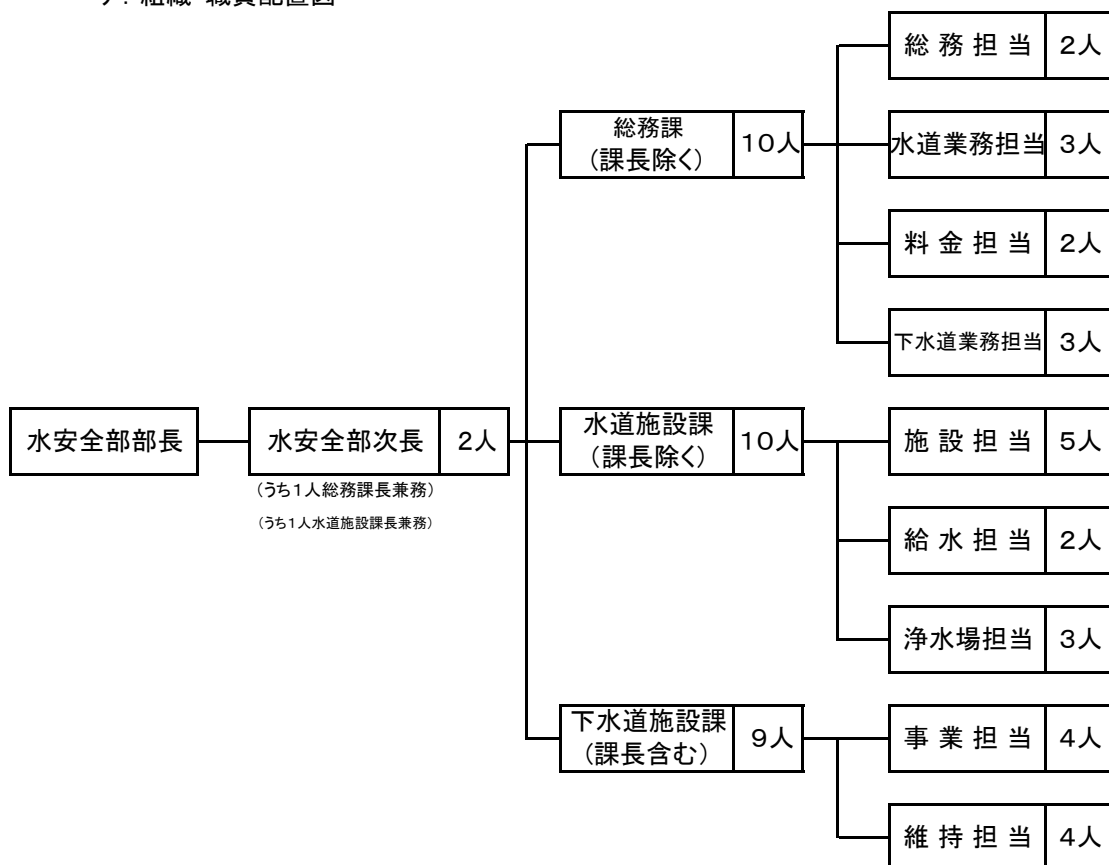 組織・職員配置図
総務担当 2人
総務課 10人
(課長除く)
水道業務担当 3人
料金担当 2人
下水道業務担当 3人
水安全部部長
水安全部次長 2人
(うち1人総務課長兼務)
(うち1人水道施設課長兼務)
水道施設課 10人
(課長除く)
施設担当 5人
給水担当 2人
浄水場担当 3人
下水道施設課 9人
(課長含む)
事業担当 4人
維持担当 4人